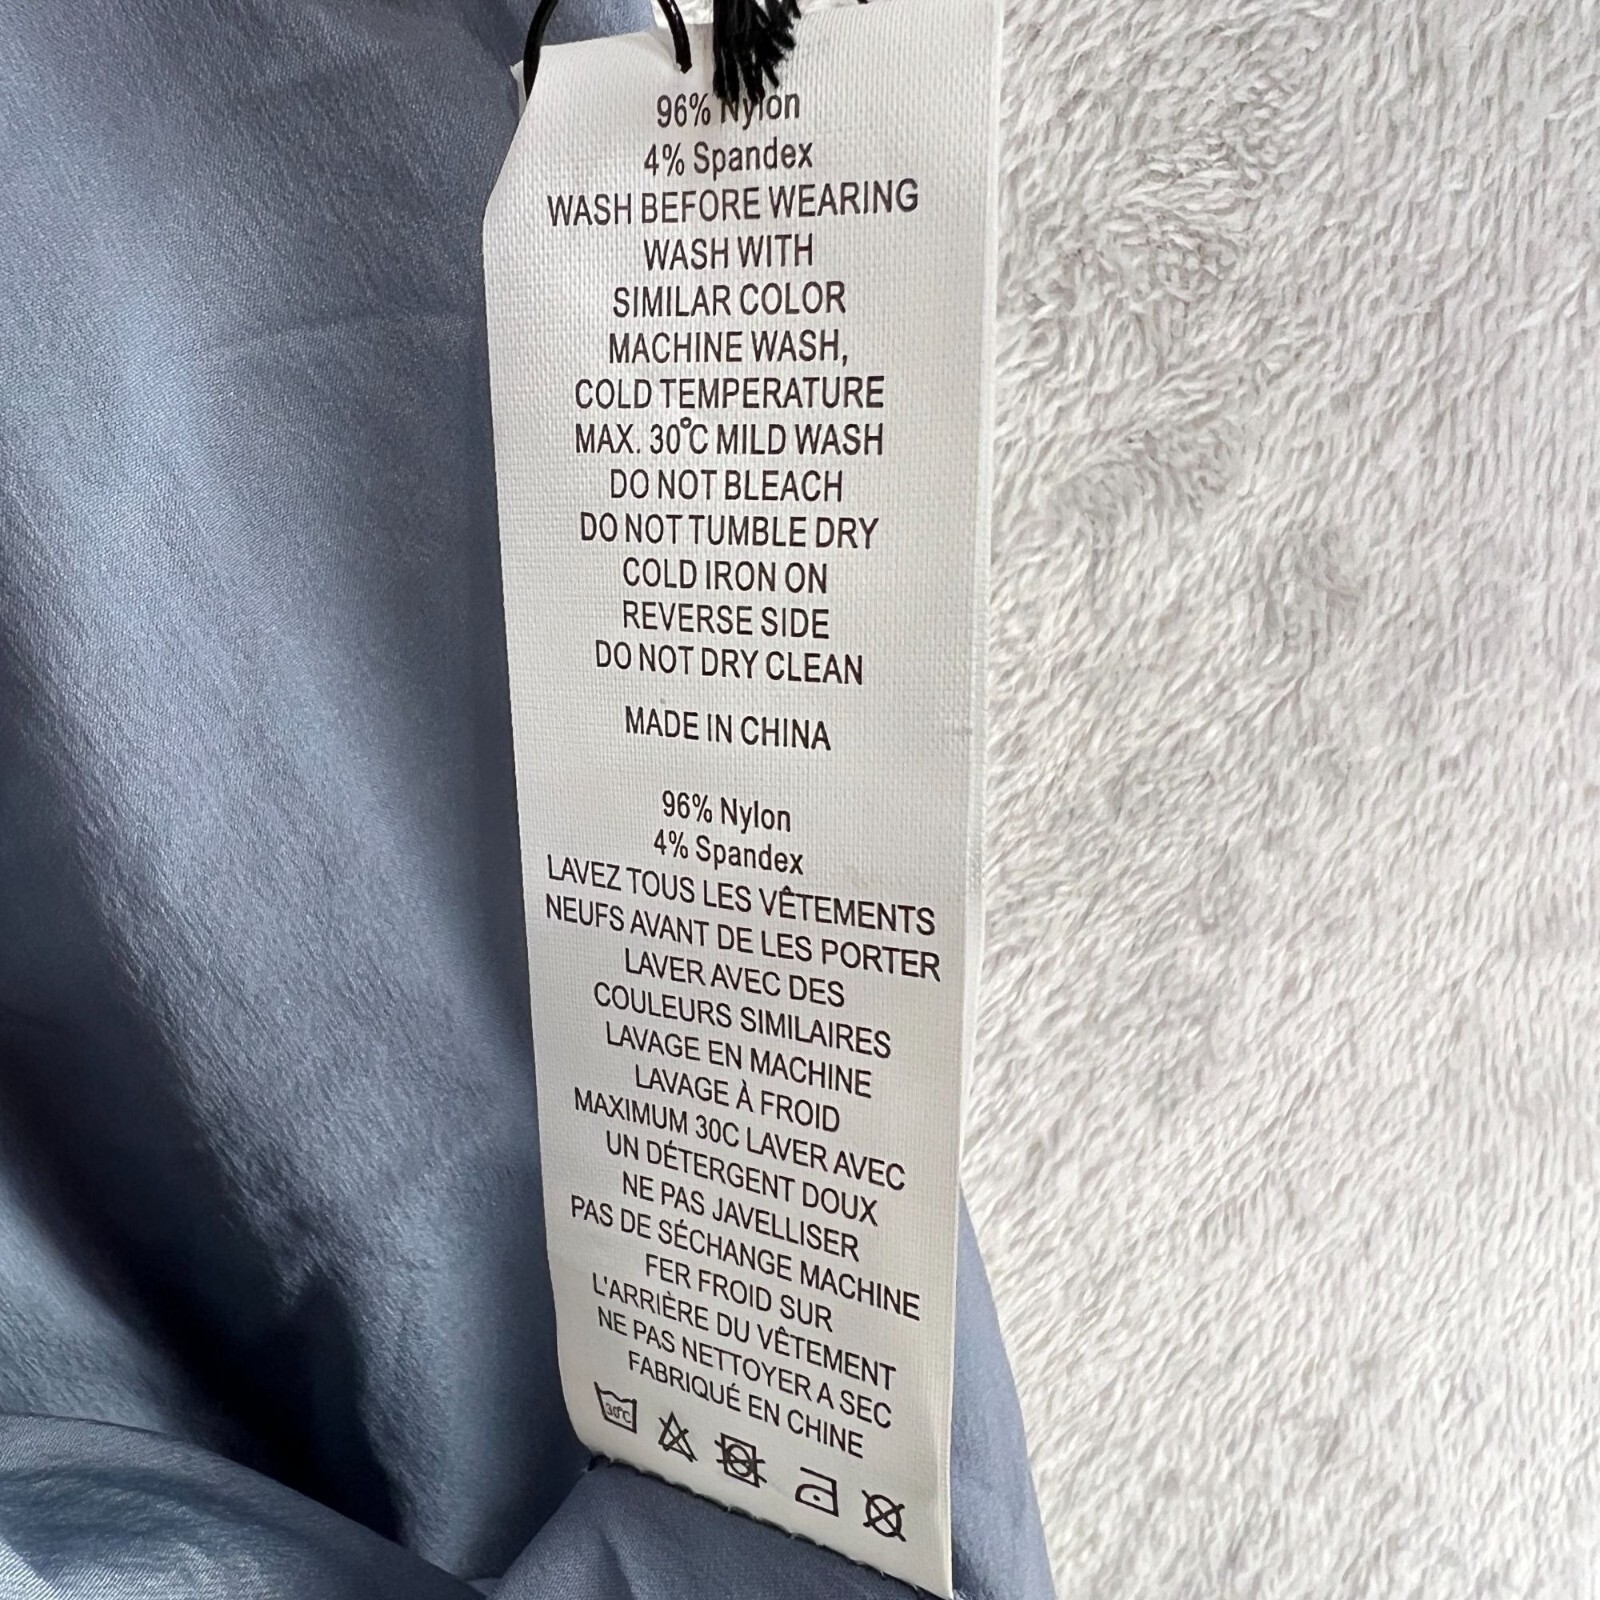 96% Nylon
4% Spandex
WASH BEFORE WEARING
WASH WITH
SIMILAR COLOR
MACHINE WASH,
COLD TEMPERATURE
MAX. 30°C MILD WASH
DO NOT BLEACH
DO NOT TUMBLE DRY
COLD IRON ON
REVERSE SIDE
DO NOT DRY CLEAN
MADE IN CHINA
96% Nylon
4% Spandex
LAVEZ TOUS LES VÊTEMENTS
NEUFS AVANT DE LES PORTER
LAVER AVEC DES
COULEURS SIMILAIRES
LAVAGE EN MACHINE
LAVAGE À FROID
MAXIMUM 30C LAVER AVEC
UN DÉTERGENT DOUX
NE PAS JAVELLISER
PAS DE SÉCHANGE MACHINE
FER FROID SUR
L'ARRIÈRE DU VÊTEMENT
NE PAS NETTOYER A SEC
FABRIQUÉ EN CHINE
30°C